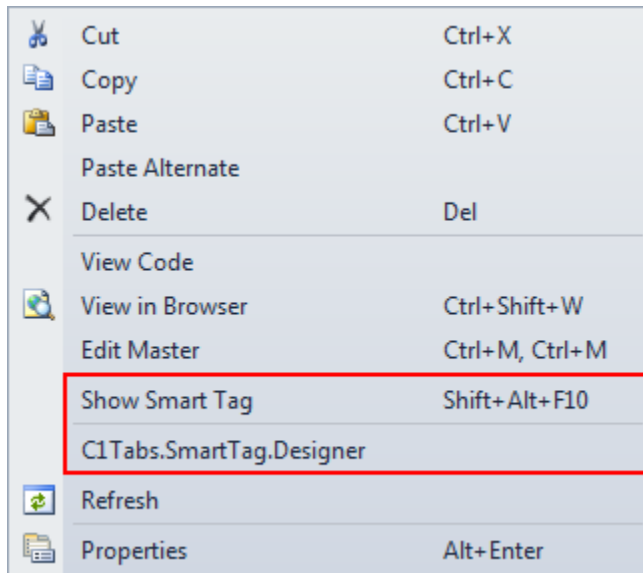 Cut Ctrl+X
Copy Ctrl+C
Paste Ctrl+V
Paste Alternate
Delete Del
View Code
View in Browser Ctrl+Shift+W
Edit Master Ctrl+M, Ctrl+M
Show Smart Tag Shift+Alt+F10
C1Tabs.SmartTag.Designer
Refresh
Properties Alt+Enter